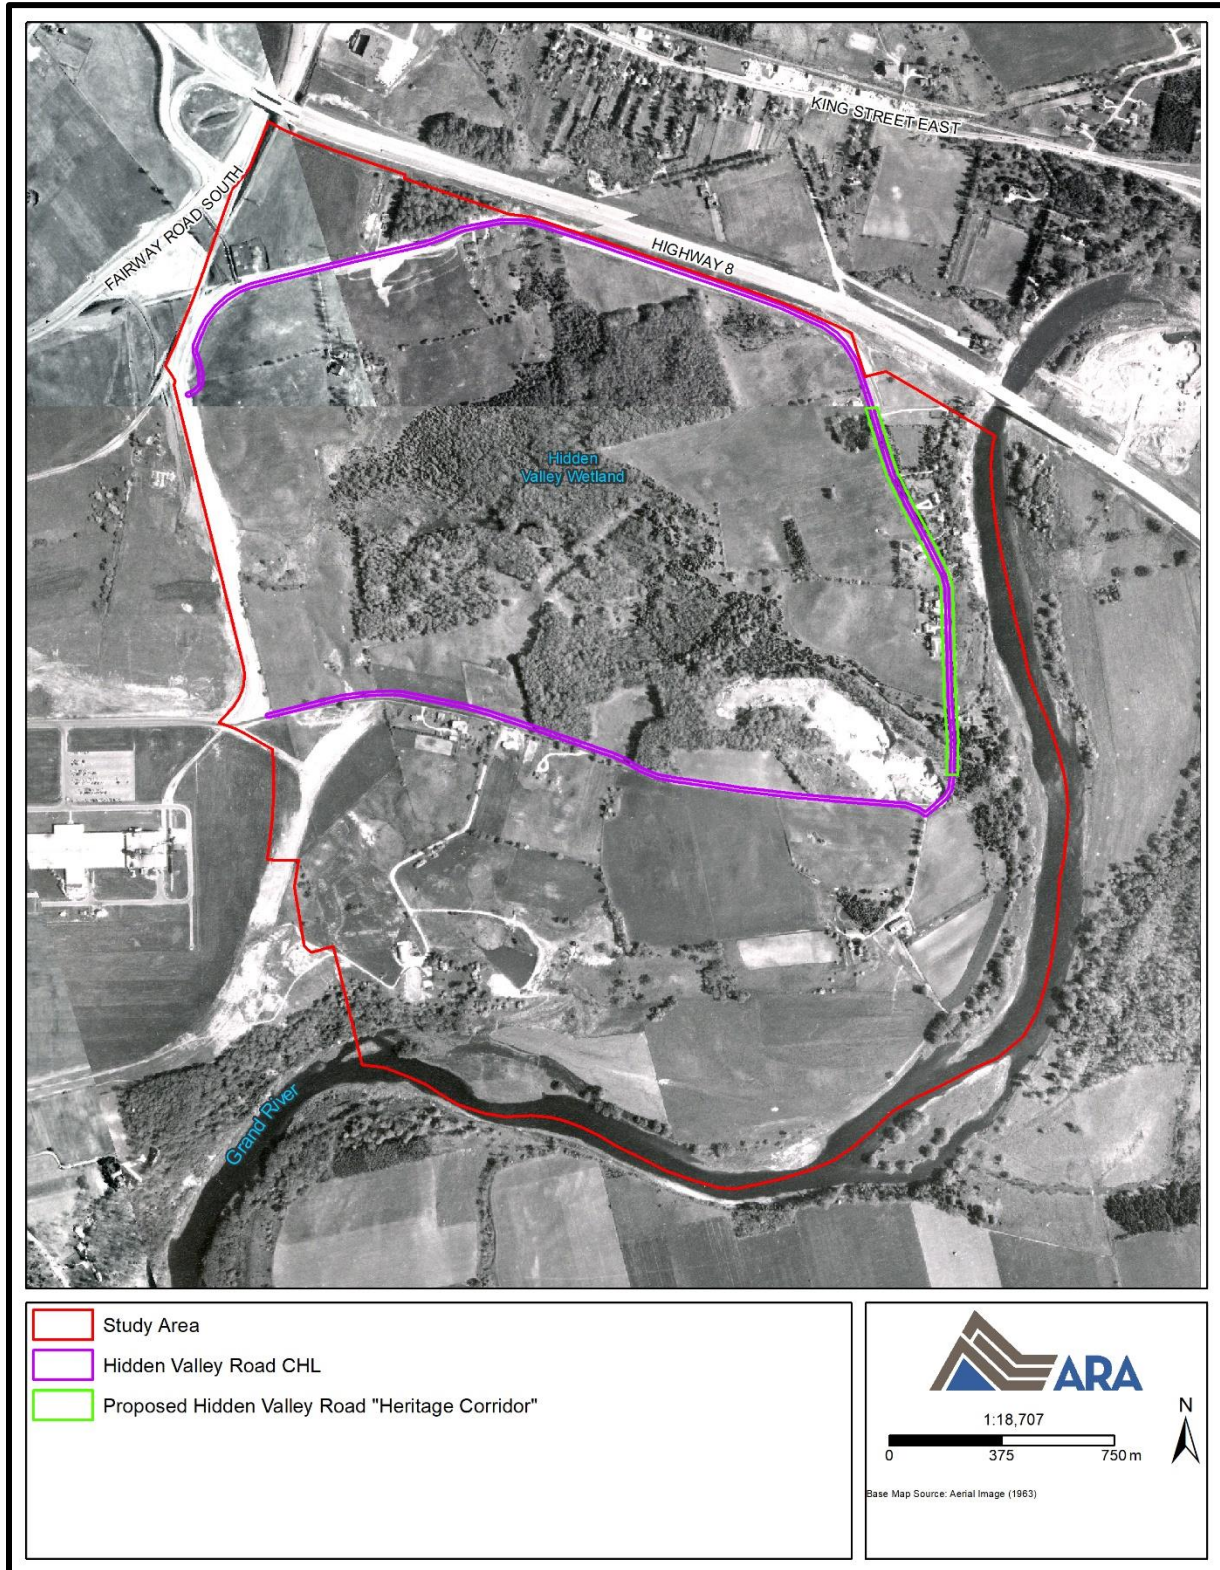 KING STREET EAST
FAIRWAY ROAD SOUTH
HIGHWAY 8
Hidden
Valley Wetland
Grand River
Study Area
Hidden Valley Road CHL
Proposed Hidden Valley Road "Heritage Corridor"
ARA
N
1:18,707
0 375 750 m
Base Map Source: Aerial Image (1963)